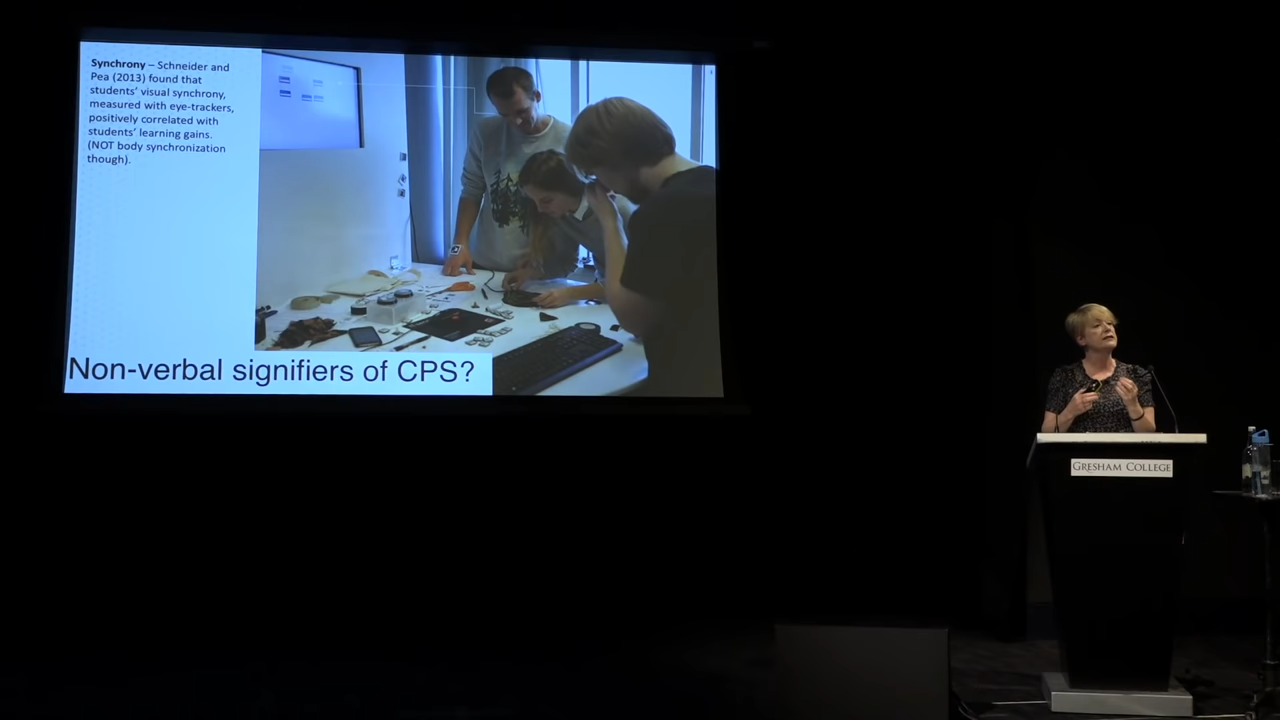 Synchrony – Schneider and
Pea (2013) found that
students' visual synchrony,
measured with eye-trackers,
positively correlated with
students' learning gains.
(NOT body synchronization
though).
Non-verbal signifiers of CPS?
GRESHAM COLLEGE